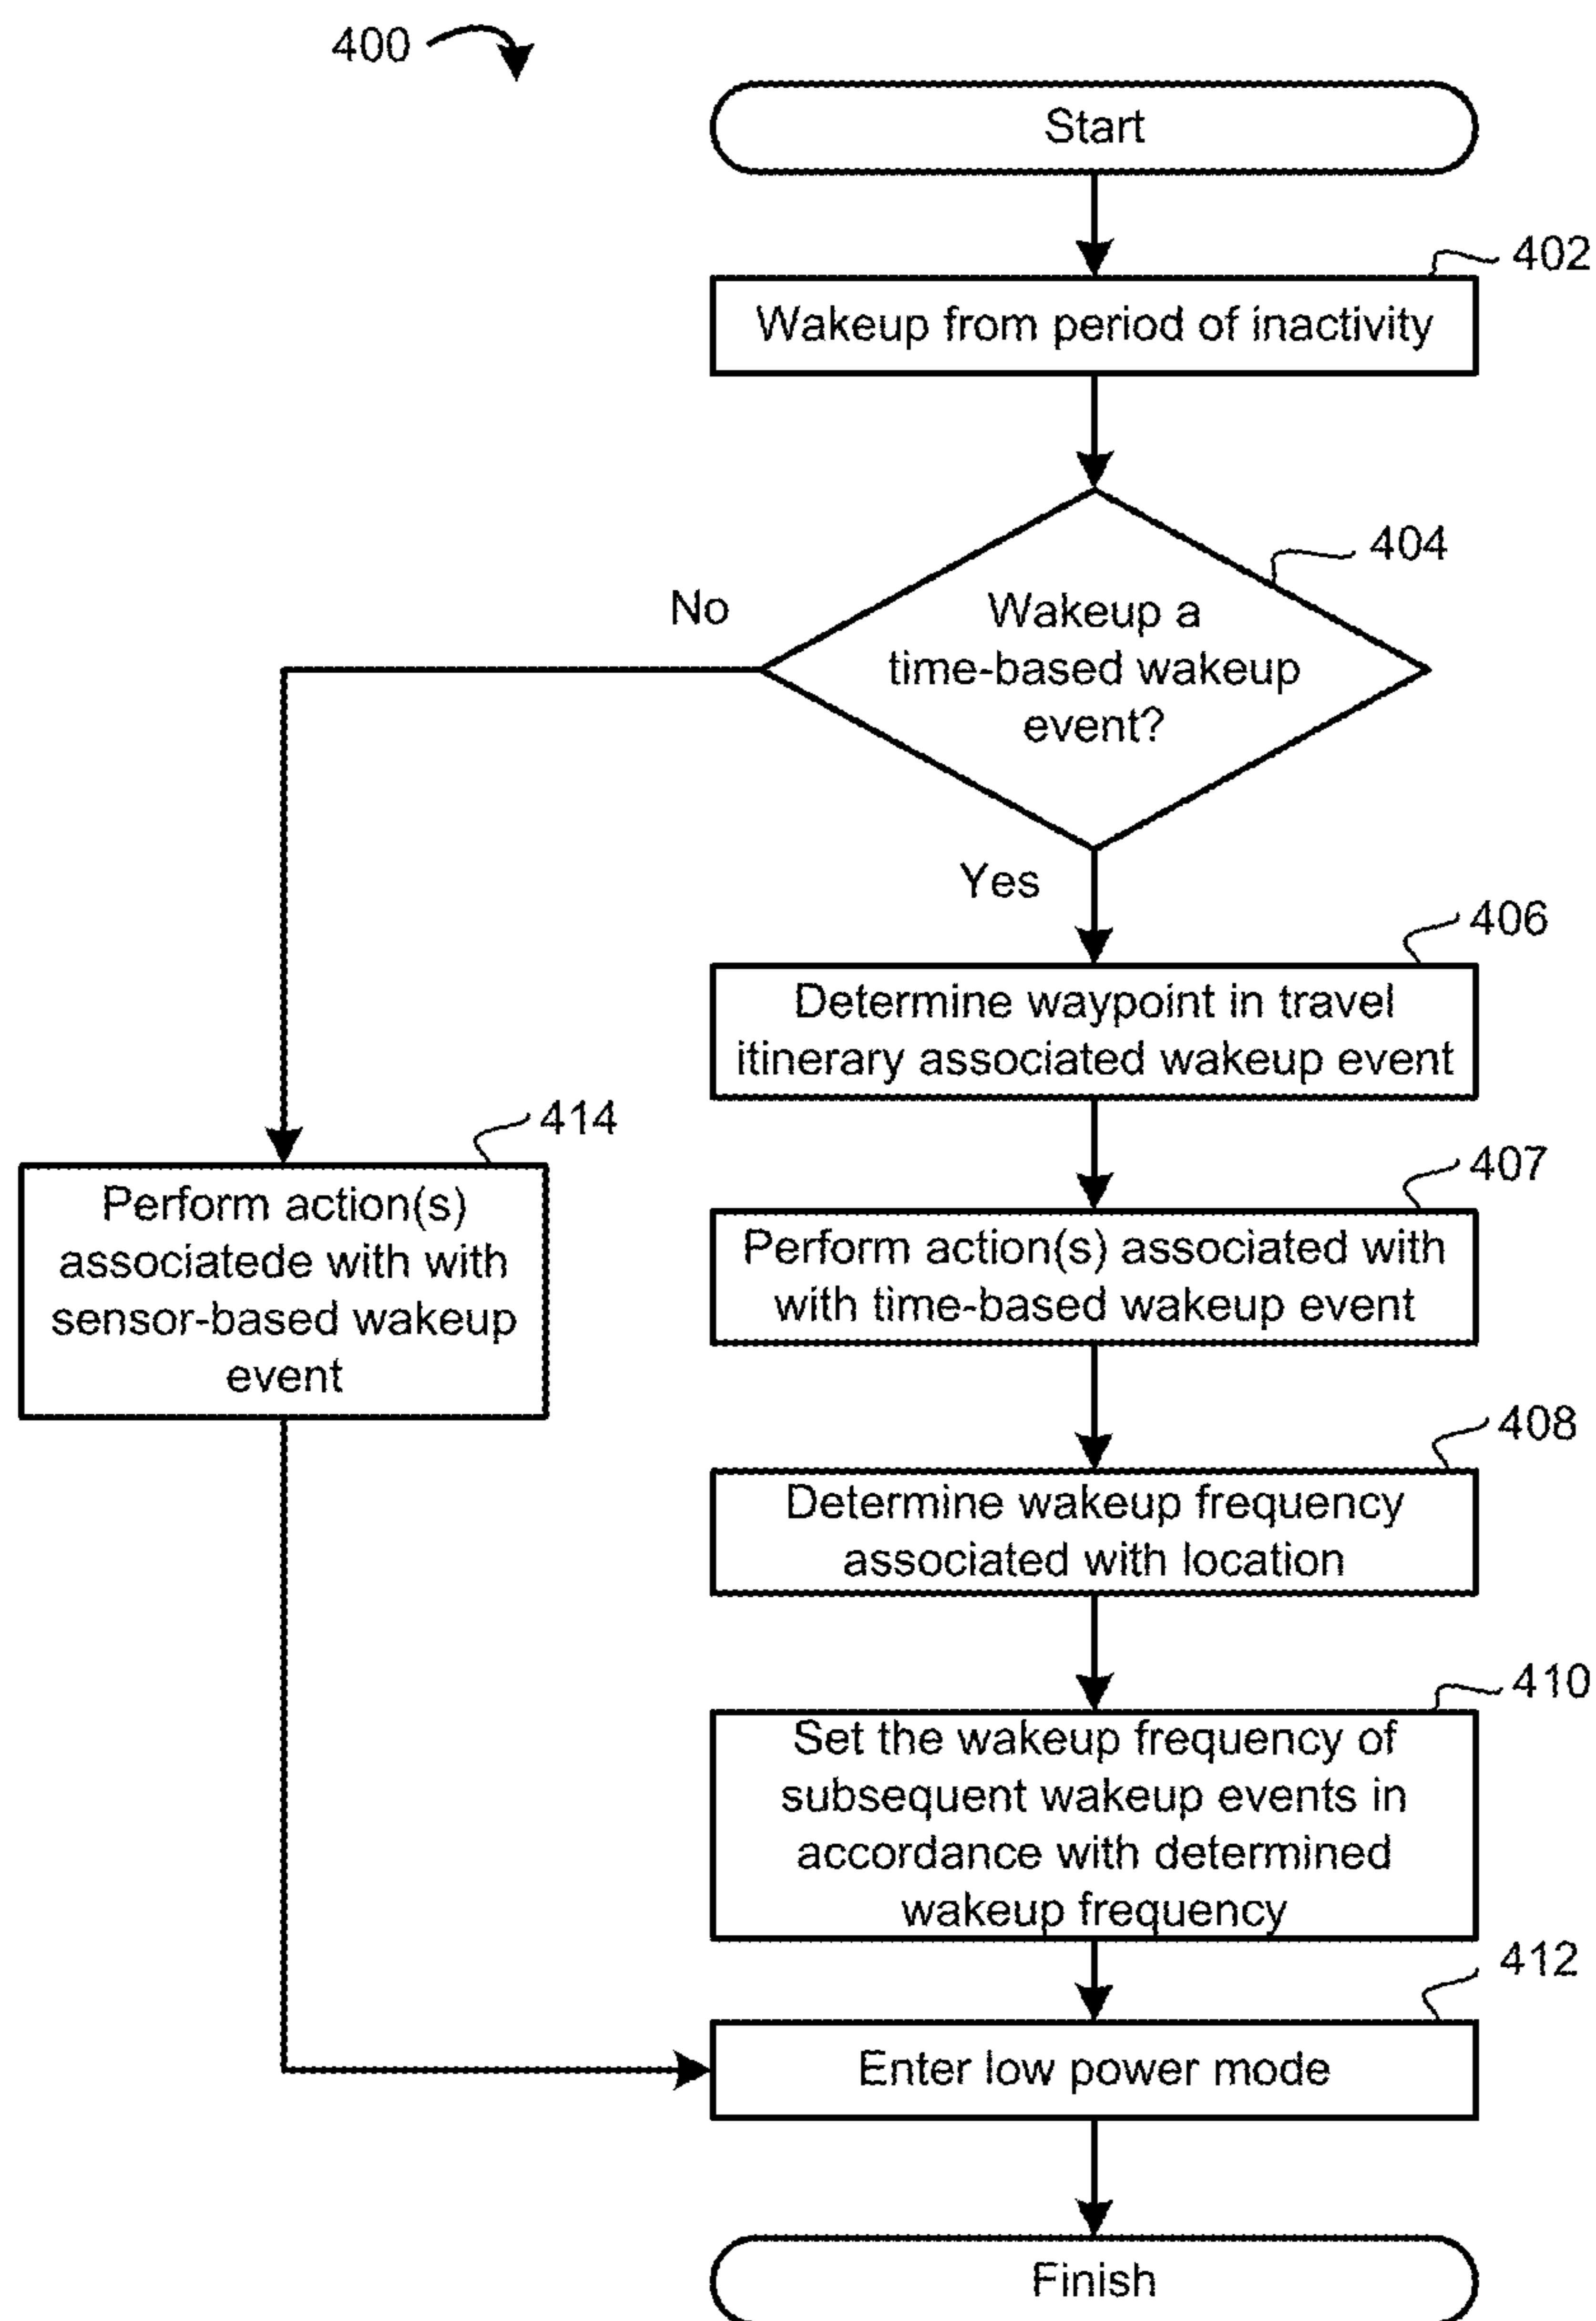 400
Start
402
Wakeup from period of inactivity
404
No
Wakeup a
time-based wakeup
event?
Yes
406
Determine waypoint in travel
itinerary associated wakeup event
414
Perform action(s)
associatede with with
sensor-based wakeup
event
407
Perform action(s) associated with
with time-based wakeup event
408
Determine wakeup frequency
associated with location
410
Set the wakeup frequency of
subsequent wakeup events in
accordance with determined
wakeup frequency
412
Enter low power mode
Finish